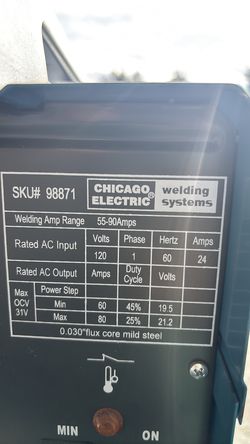 SKU# 98871 CHICAGO ELECTRIC® welding systems
Welding Amp Range 55-90Amps
Rated AC Input Volts Phase Hertz Amps
120 1 60 24
Rated AC Output Amps Duty Cycle Volts
Max OCV 31V Power Step
Min 60 45% 19.5
Max 80 25% 21.2
0.030"flux core mild steel
MIN ON